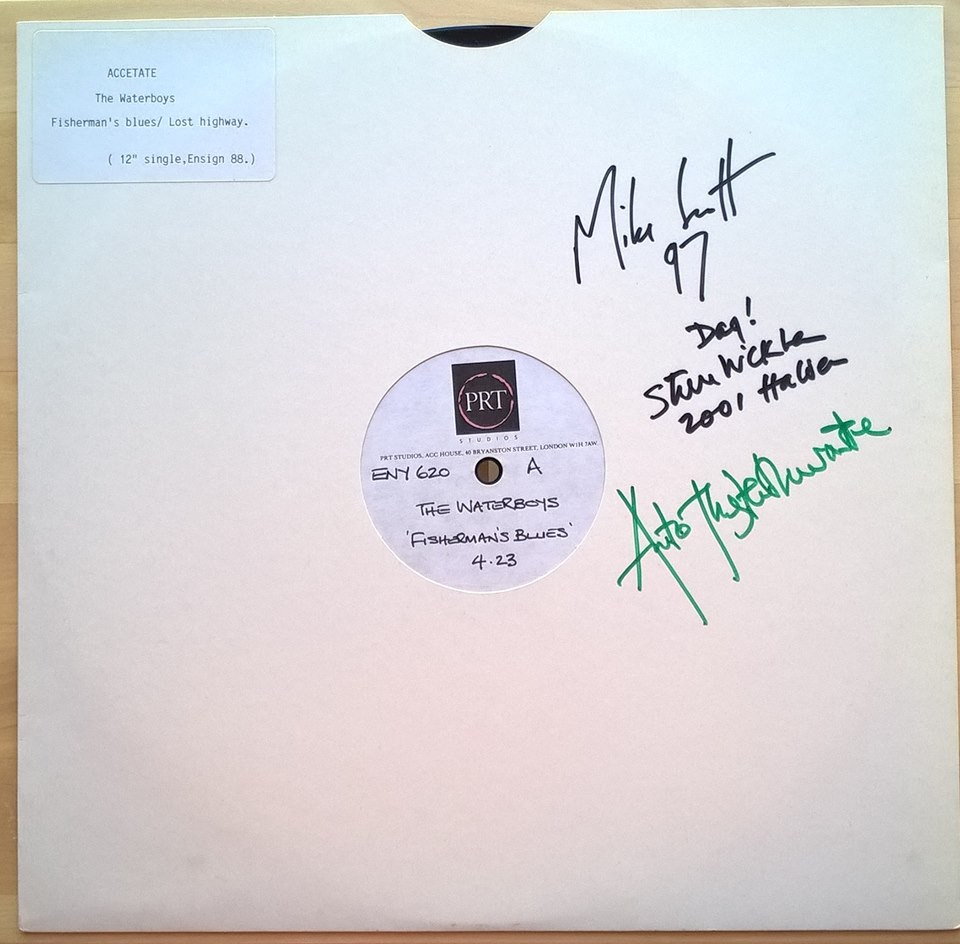 ACCETATE
The Waterboys
Fisherman's blues/ Lost highway.
( 12" single,Ensign 88.)
Mike Scott
97
Dag!
Steve Wickham
2001 Halden
Anto Thistlethwaite
PRT
STUDIOS
PRT STUDIOS, ACC HOUSE, 40 BRYANSTON STREET, LONDON W1H 7AW
ENY 620 A
THE WATERBOYS
'FISHERMAN'S BLUES'
4.23